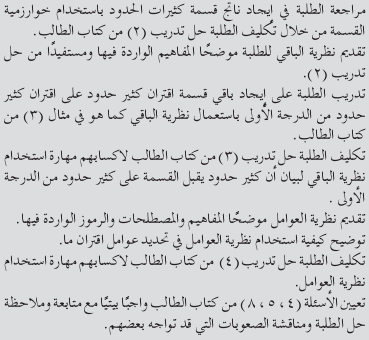 مراجعة الطلبة في إيجاد ناتج قسمة كثيرات الحدود باستخدام خوارزمية
القسمة من خلال تكليف الطلبة حل تدريب (٢) من كتاب الطالب.
تقديم نظرية الباقي للطلبة موضحًا المفاهيم الواردة فيها ومستفيدًا من حل
تدريب (٢).
تدريب الطلبة على إيجاد باقي قسمة اقتران كثير حدود على اقتران كثير
حدود من الدرجة الأولى باستعمال نظرية الباقي كما هو في مثال (٣) من
كتاب الطالب.
تكليف الطلبة حل تدريب (٣) من كتاب الطالب لاكسابهم مهارة استخدام
نظرية الباقي لبيان أن كثير حدود يقبل القسمة على كثير حدود من الدرجة
الأولى .
تقديم نظرية العوامل موضحًا المفاهيم والمصطلحات والرموز الواردة فيها.
توضيح كيفية استخدام نظرية العوامل في تحديد عوامل اقتران ما.
تكليف الطلبة حل تدريب (٤) من كتاب الطالب لاكسابهم مهارة استخدام
نظرية العوامل.
تعيين الأسئلة (٤ ، ٥ ، ٨) من كتاب الطالب واجبًا بيتيًا مع متابعة وملاحظة
حل الطلبة ومناقشة الصعوبات التي قد تواجه بعضهم.